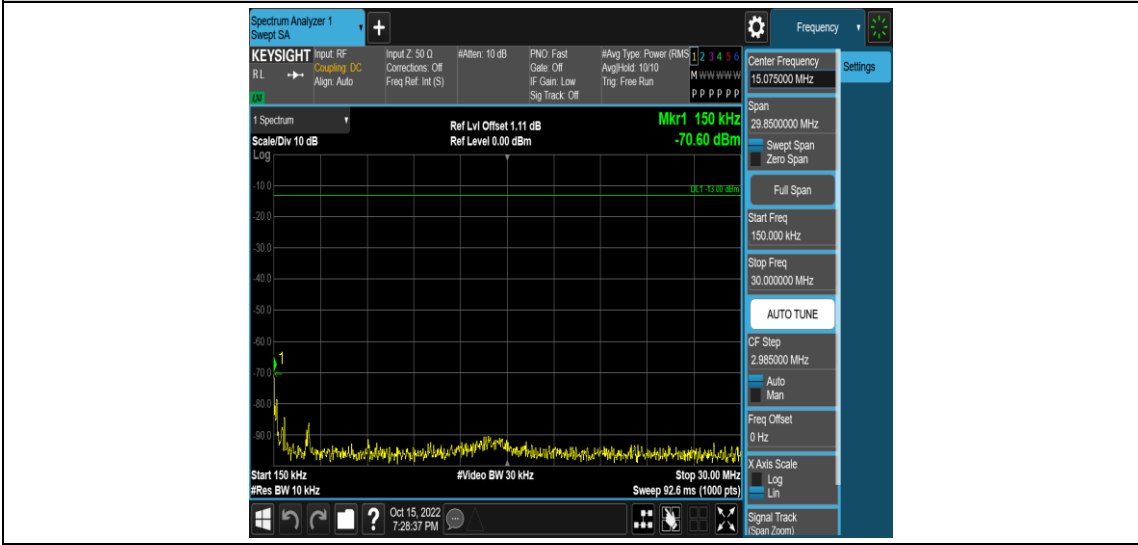 Spectrum Analyzer 1
Swept SA
+
Frequency
KEYSIGHT
RL
LM
Input: RF
Coupling: DC
Align: Auto
Input Z: 50 Ω
Corrections: Off
Freq Ref: Int (S)
#Atten: 10 dB
PNO: Fast
Gate: Off
IF Gain: Low
Sig Track: Off
#Avg Type: Power (RMS
Avg|Hold: 10/10
Trig: Free Run
1 2 3 4 5 6
M W W W W W
P P P P P P
1 Spectrum
Scale/Div 10 dB
Log
Ref Lvl Offset 1.11 dB
Ref Level 0.00 dBm
Mkr1 150 kHz
-70.60 dBm
DL1 -13.00 dBm
-10.0
-20.0
-30.0
-40.0
-50.0
-60.0
1
-70.0
-80.0
-90.0
Start 150 kHz
#Res BW 10 kHz
#Video BW 30 kHz
Stop 30.00 MHz
Sweep 92.6 ms (1000 pts)
?
Oct 15, 2022
7:28:37 PM
Center Frequency
15.075000 MHz
Settings
Span
29.8500000 MHz
Swept Span
Zero Span
Full Span
Start Freq
150.000 kHz
Stop Freq
30.000000 MHz
AUTO TUNE
CF Step
2.985000 MHz
Auto
Man
Freq Offset
0 Hz
X Axis Scale
Log
Lin
Signal Track
(Span Zoom)